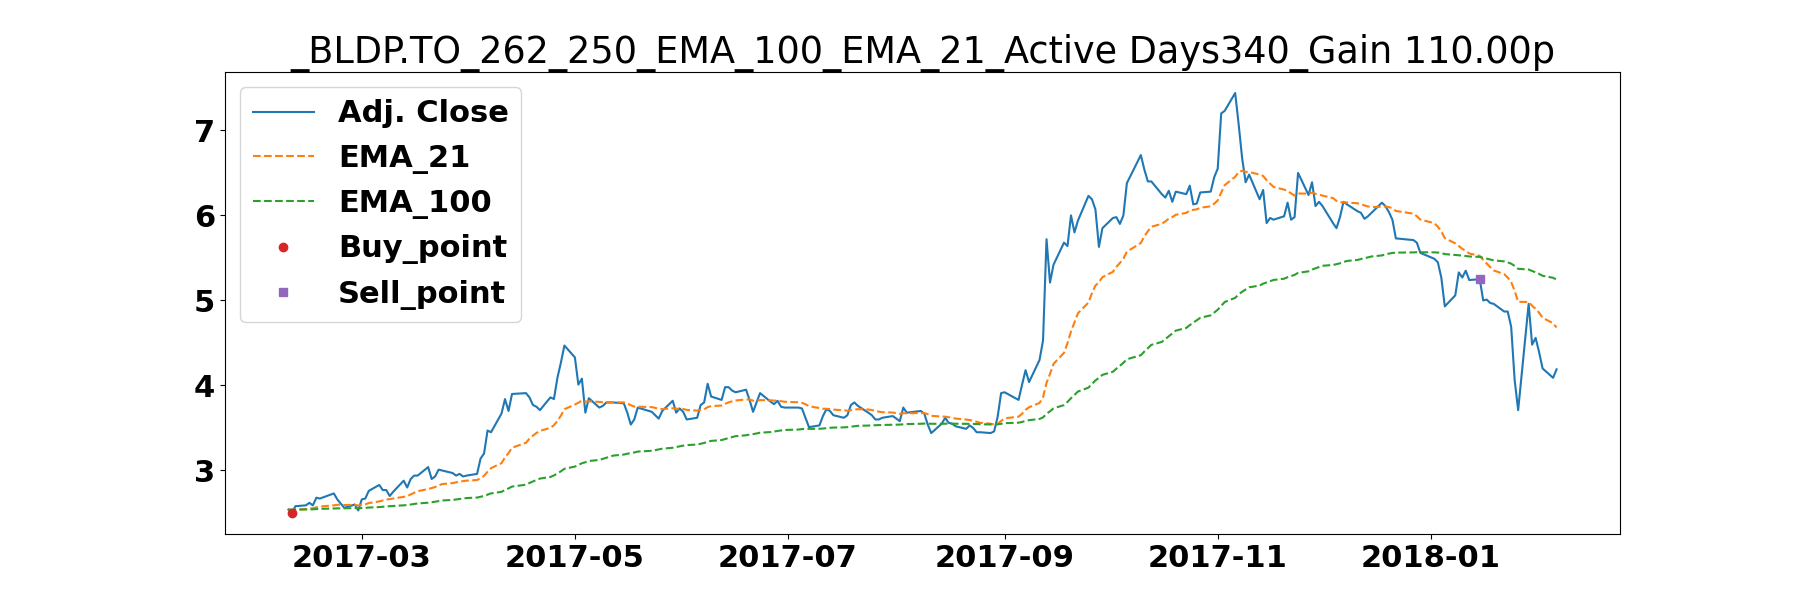 _BLDP.TO_262_250_EMA_100_EMA_21_Active Days340_Gain 110.00p
Adj. Close
EMA_21
EMA_100
Buy_point
Sell_point
7
6
5
4
3
2017-03 2017-05 2017-07 2017-09 2017-11 2018-01